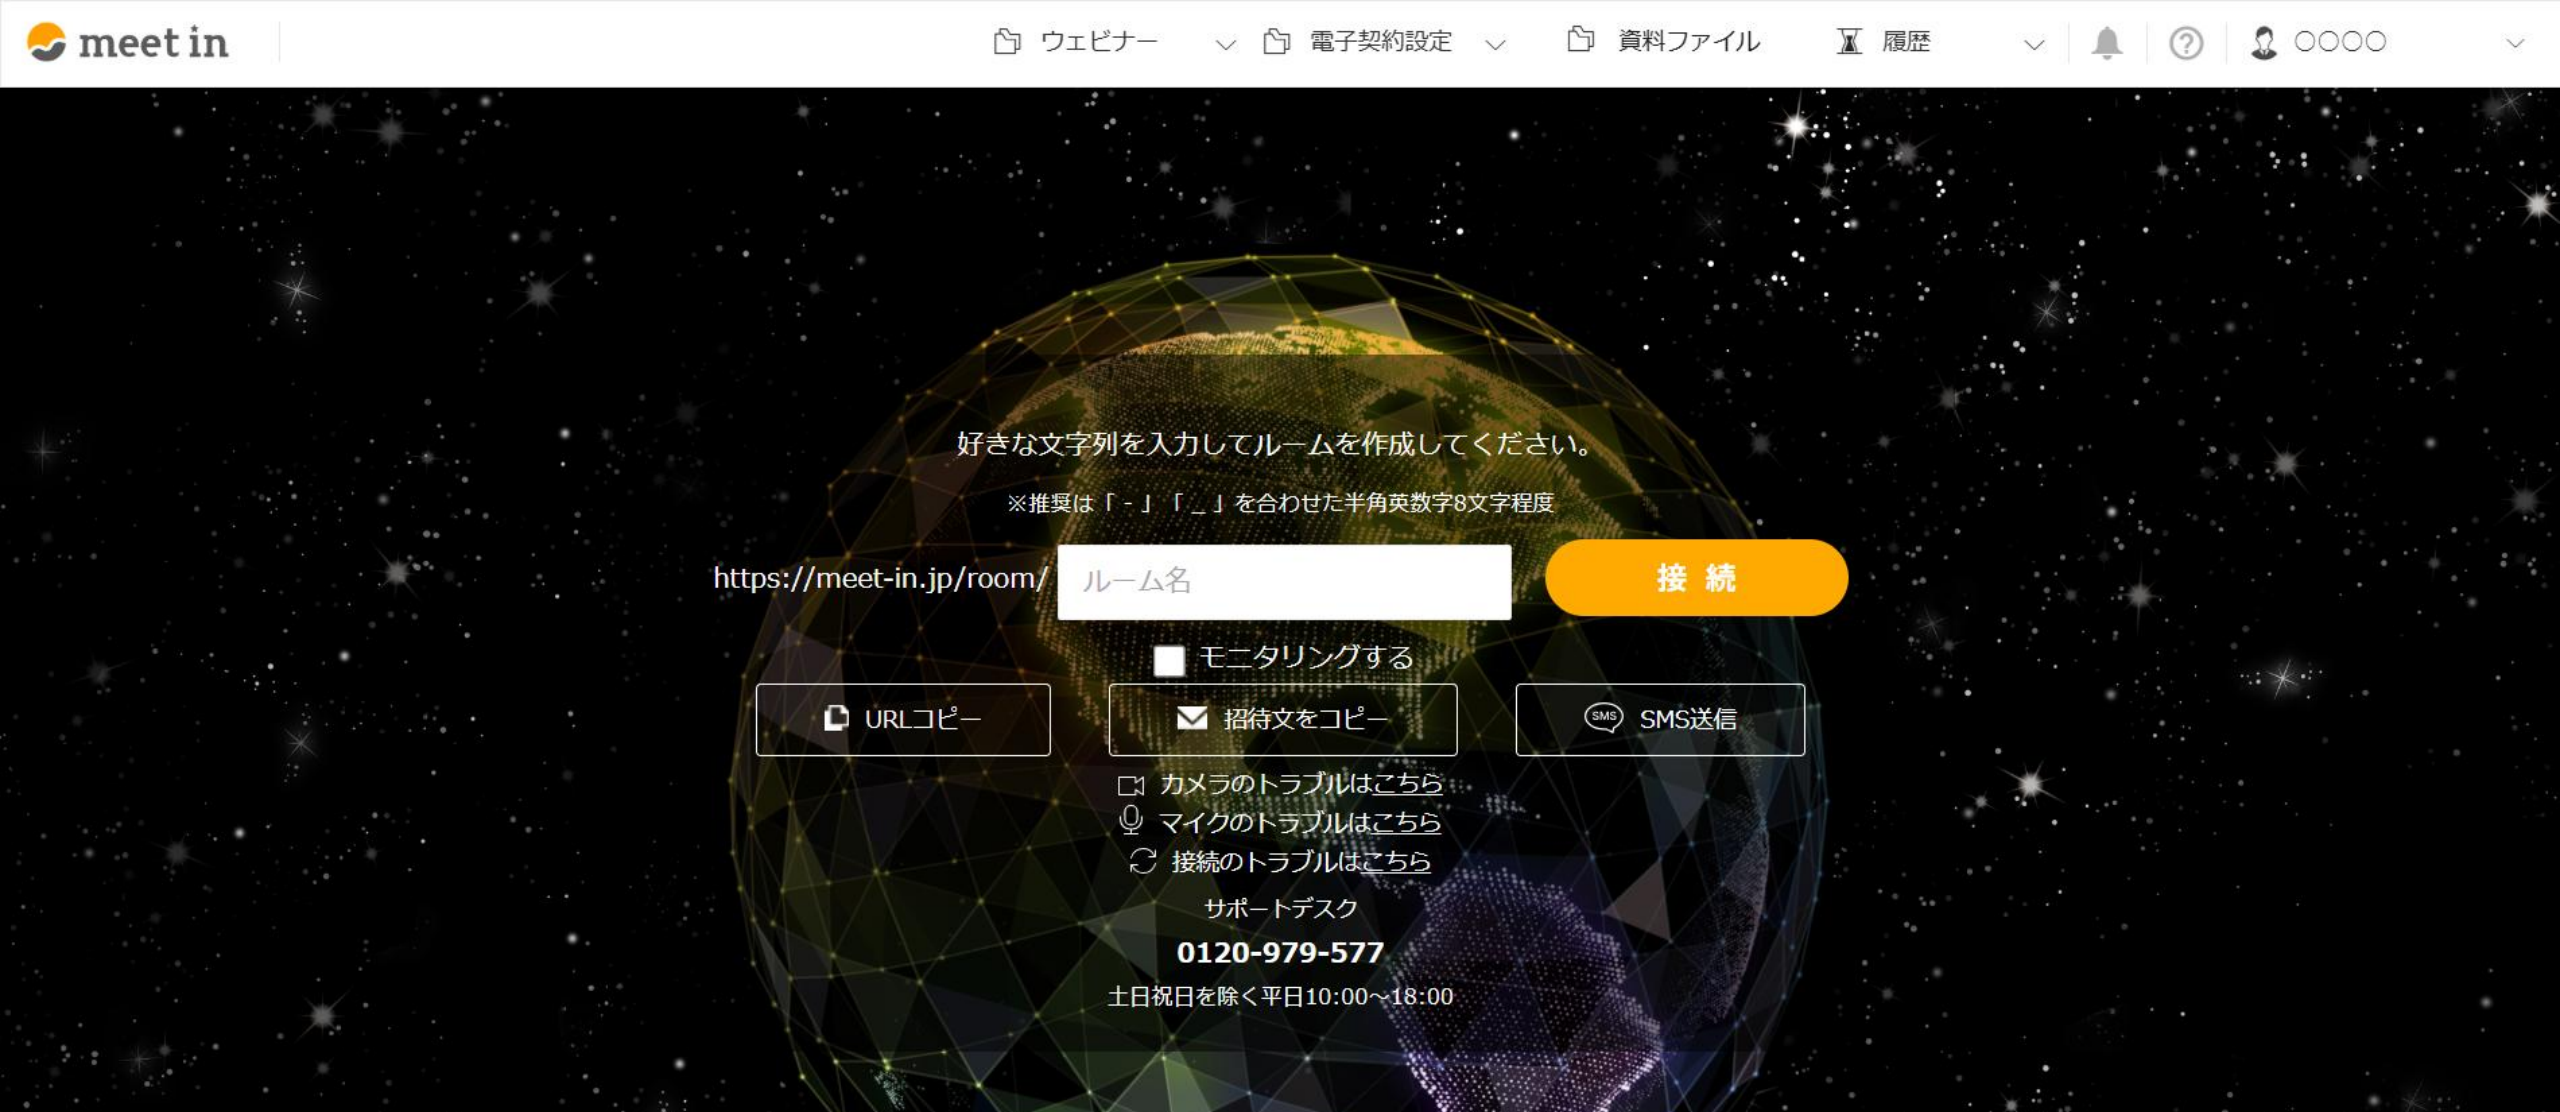 meet in
ウェビナー
電子契約設定
資料ファイル
履歴
○○○○
好きな文字列を入力してルームを作成してください。
※推奨は「 - 」「 _ 」を合わせた半角英数字8文字程度
https://meet-in.jp/room/
ルーム名
接 続
モニタリングする
URLコピー
招待文をコピー
SMS SMS送信
カメラのトラブルはこちら
マイクのトラブルはこちら
接続のトラブルはこちら
サポートデスク
0120-979-577
土日祝日を除く平日10:00～18:00